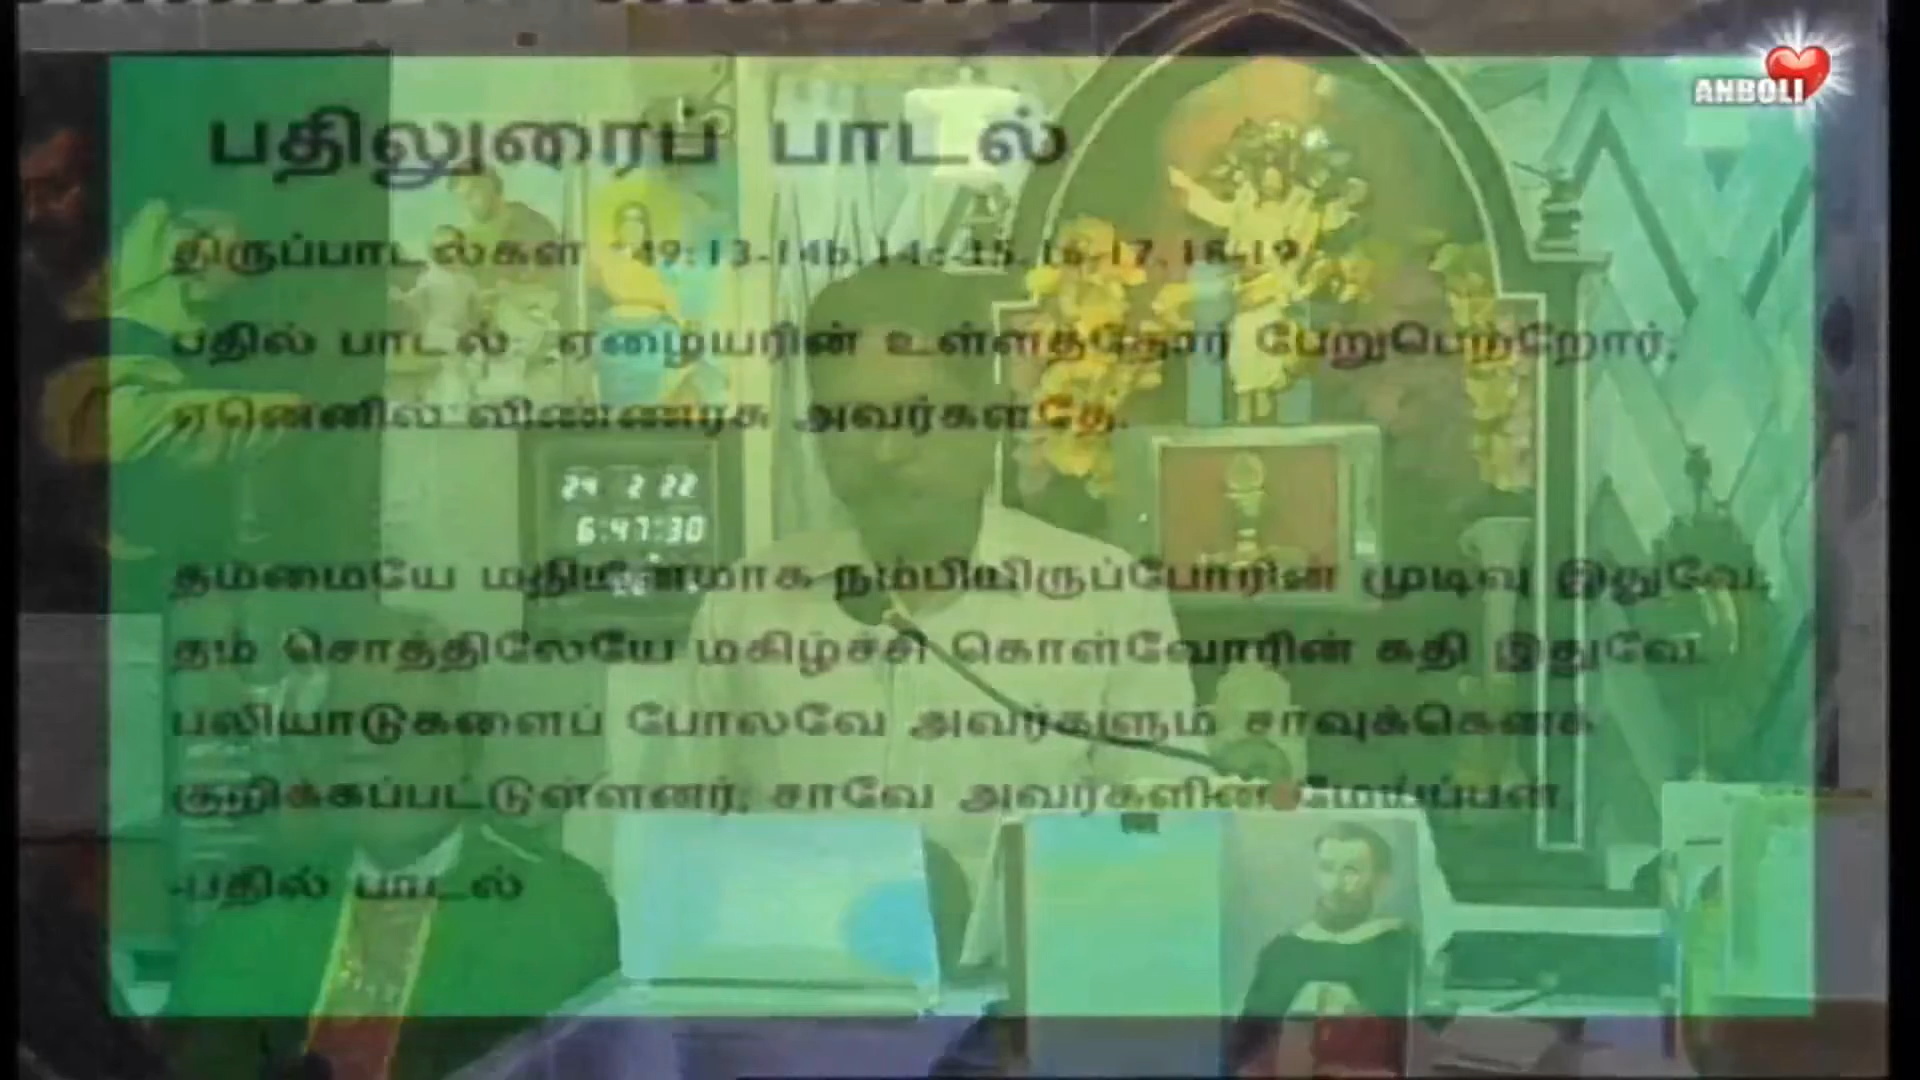 ANBOLI
பதிலுரைப் பாடல்
திருப்பாடல்கள் 49:13-14b.14c-15.16-17.18-19
பதில் பாடல்: ஏழையரின் உள்ளத்தோர் பேறுபெற்றோர்,
ஏனெனில் விண்ணரசு அவர்களதே.
24 2 22
6:47:30
தம்மையே மதியீனமாக நம்பியிருப்போரின் முடிவு இதுவே.
தம் சொத்திலேயே மகிழ்ச்சி கொள்வோரின் கதி இதுவே.
பலியாடுகளைப் போலவே அவர்களும் சாவுக்கெனக்
குறிக்கப்பட்டுள்ளனர்; சாவே அவர்களின் மேய்ப்பன்
-பதில் பாடல்